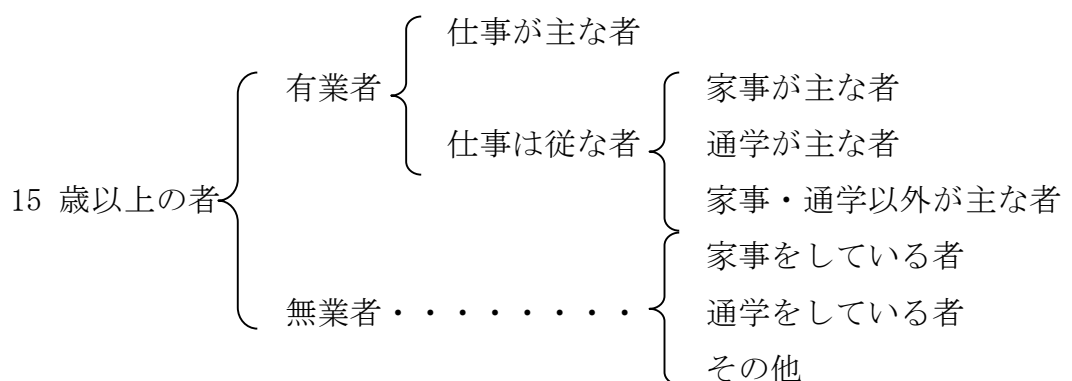 仕事が主な者
有業者
家事が主な者
仕事は従な者
通学が主な者
15 歳以上の者
家事・通学以外が主な者
家事をしている者
無業者・・・・・・・・
通学をしている者
その他